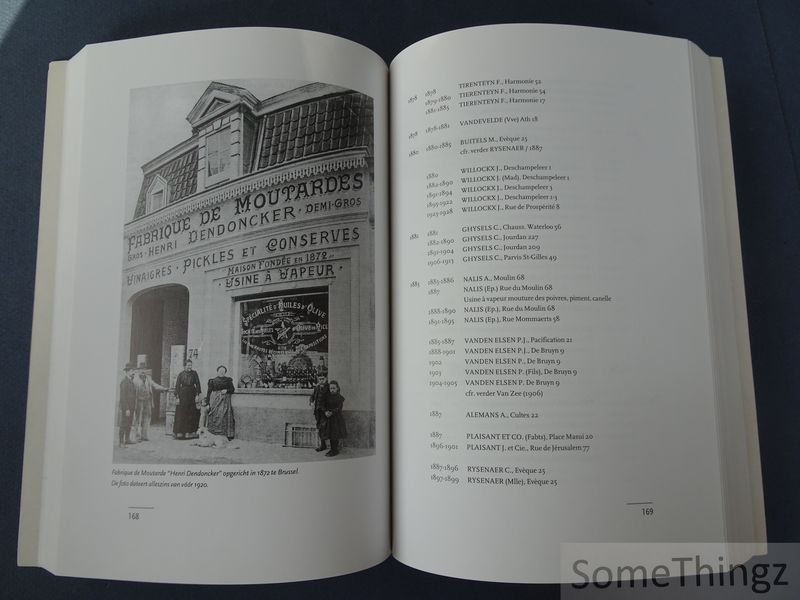 FABRIQUE DE MOUTARDES
GROS · HENRI DENDONCKER · DEMI-GROS
VINAIGRES · PICKLES ET CONSERVES
MAISON FONDÉE EN 1872
USINE À VAPEUR
SPÉCIALITÉ D'HUILES D'OLIVE
74
Fabrique de Moutarde "Henri Dendoncker" opgericht in 1872 te Brussel.
De foto dateert alleszins van vóór 1920.
168
1878 1878 TIRENTEYN F., Harmonie 52
1879-1880 TIERENTEYN F., Harmonie 54
1881-1885 TIERENTEYN F., Harmonie 17
1878 1878-1881 VANDEVELDE (Vve) Ath 18
1880 1880-1885 BUITELS M., Evèque 25
cfr. verder RYSENAER / 1887
1880 WILLOCKX J., Deschampeleer 1
1882-1890 WILLOCKX J. (Mad), Deschampeleer 1
1891-1894 WILLOCKX J., Deschampeleer 3
1895-1922 WILLOCKX J., Deschampeleer 1-3
1923-1928 WILLOCKX J., Rue de Prospérité 8
1881 1881 GHYSELS C., Chauss. Waterloo 56
1882-1890 GHYSELS C., Jourdan 227
1891-1904 GHYSELS C., Jourdan 209
1906-1913 GHYSELS C., Parvis St-Gilles 49
1885 1885-1886 NALIS A., Moulin 68
1887 NALIS (Ep.) Rue du Moulin 68
Usine à vapeur mouture des poivres, piment, canelle
1888-1890 NALIS (Ep.), Rue du Moulin 68
1891-1895 NALIS (Ep.), Rue Mommaerts 58
1885-1887 VANDEN ELSEN P.J., Pacification 21
1888-1901 VANDEN ELSEN P.J., De Bruyn 9
1902 VANDEN ELSEN P., De Bruyn 9
1903 VANDEN ELSEN P. (Fils), De Bruyn 9
1904-1905 VANDEN ELSEN P. De Bruyn 9
cfr. verder Van Zee (1906)
1887 ALEMANS A., Cultes 22
1887 PLAISANT ET CO. (Fabts), Place Masui 20
1896-1901 PLAISANT J. et Cie., Rue de Jérusalem 77
1887-1896 RYSENAER C., Evèque 25
1897-1899 RYSENAER (Mlle), Evèque 25
169
SomeThingz